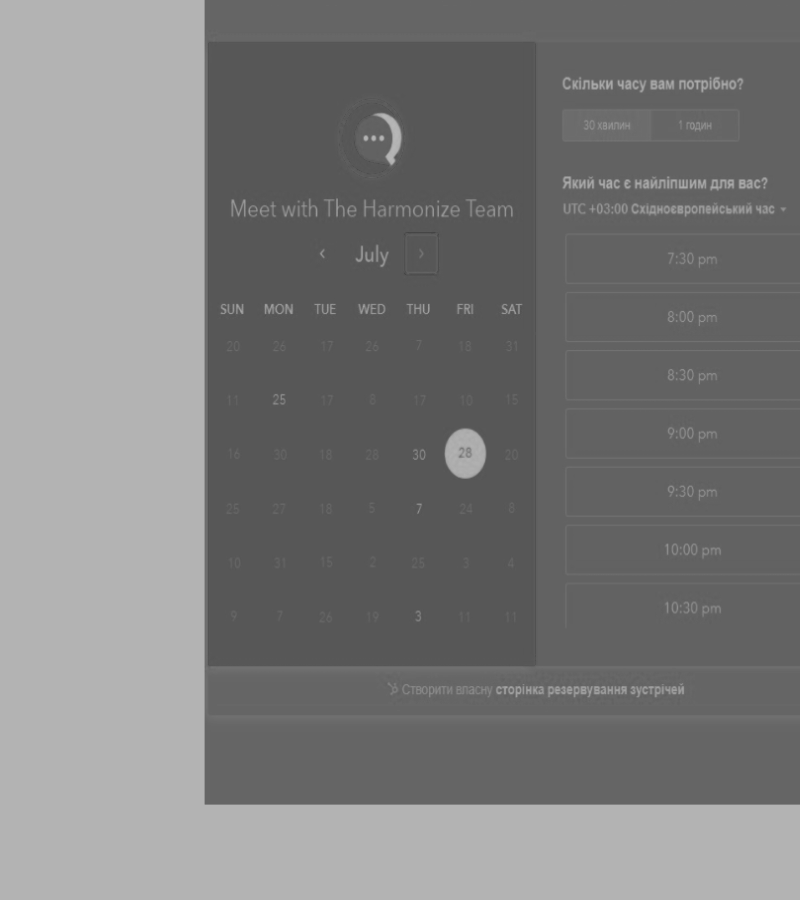 Meet with The Harmonize Team
‹ July ›
SUN MON TUE WED THU FRI SAT
20 26 17 26 7 18 31
11 25 17 8 17 10 15
16 30 18 28 30 28 20
25 27 18 5 7 24 8
10 31 15 2 25 3 4
9 7 26 19 3 11 11
Скільки часу вам потрібно?
30 хвилин 1 годин
Який час є найліпшим для вас?
UTC +03:00 Східноєвропейський час
7:30 pm
8:00 pm
8:30 pm
9:00 pm
9:30 pm
10:00 pm
10:30 pm
Створити власну сторінка резервування зустрічей